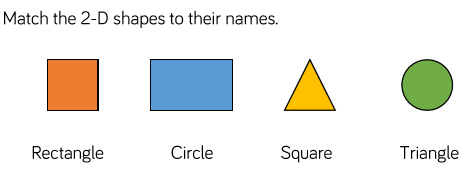 Match the 2-D shapes to their names.
Rectangle Circle Square Triangle